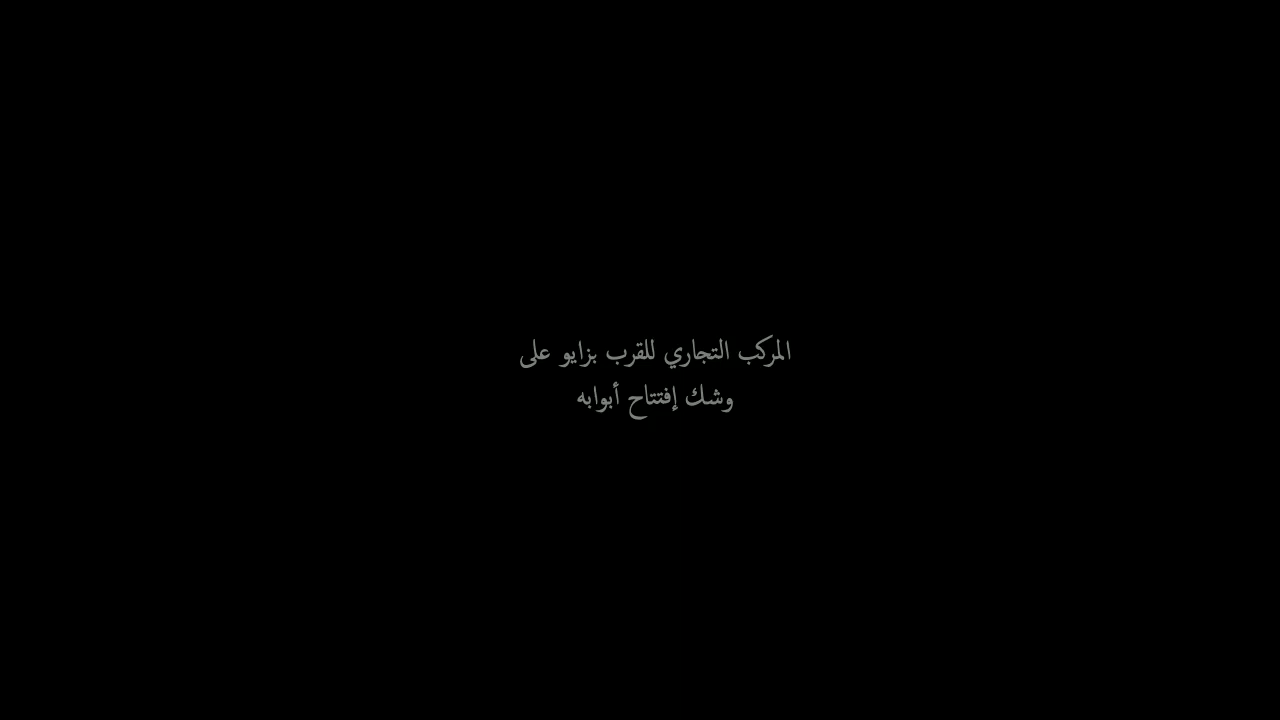 المركب التجاري للقرب بزايو على
وشك إفتتاح أبوابه